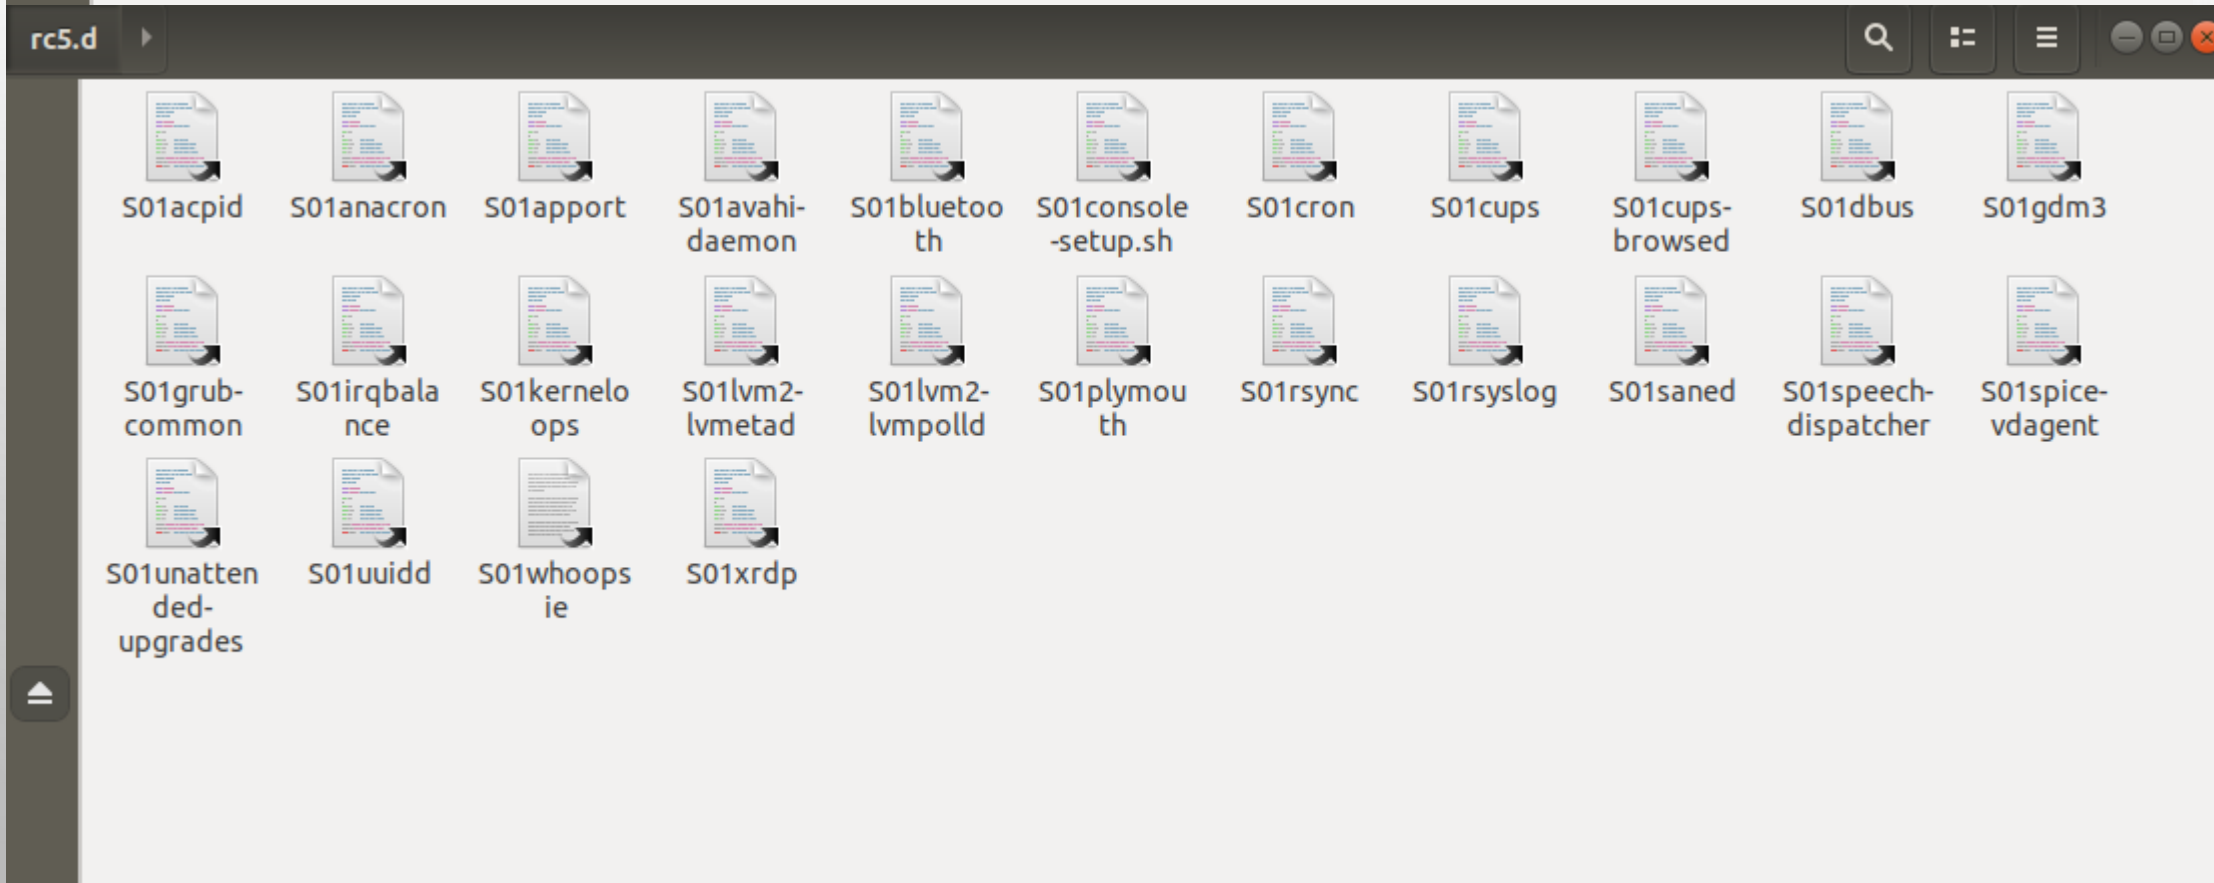 rc5.d
S01acpid
S01anacron
S01apport
S01avahi-
daemon
S01bluetoo
th
S01console
-setup.sh
S01cron
S01cups
S01cups-
browsed
S01dbus
S01gdm3
S01grub-
common
S01irqbala
nce
S01kernelo
ops
S01lvm2-
lvmetad
S01lvm2-
lvmpolld
S01plymou
th
S01rsync
S01rsyslog
S01saned
S01speech-
dispatcher
S01spice-
vdagent
S01unatten
ded-
upgrades
S01uuidd
S01whoops
ie
S01xrdp